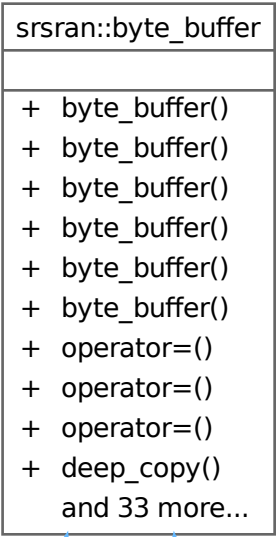 srsran::byte_buffer
+ byte_buffer()
+ byte_buffer()
+ byte_buffer()
+ byte_buffer()
+ byte_buffer()
+ byte_buffer()
+ operator=()
+ operator=()
+ operator=()
+ deep_copy()
and 33 more...